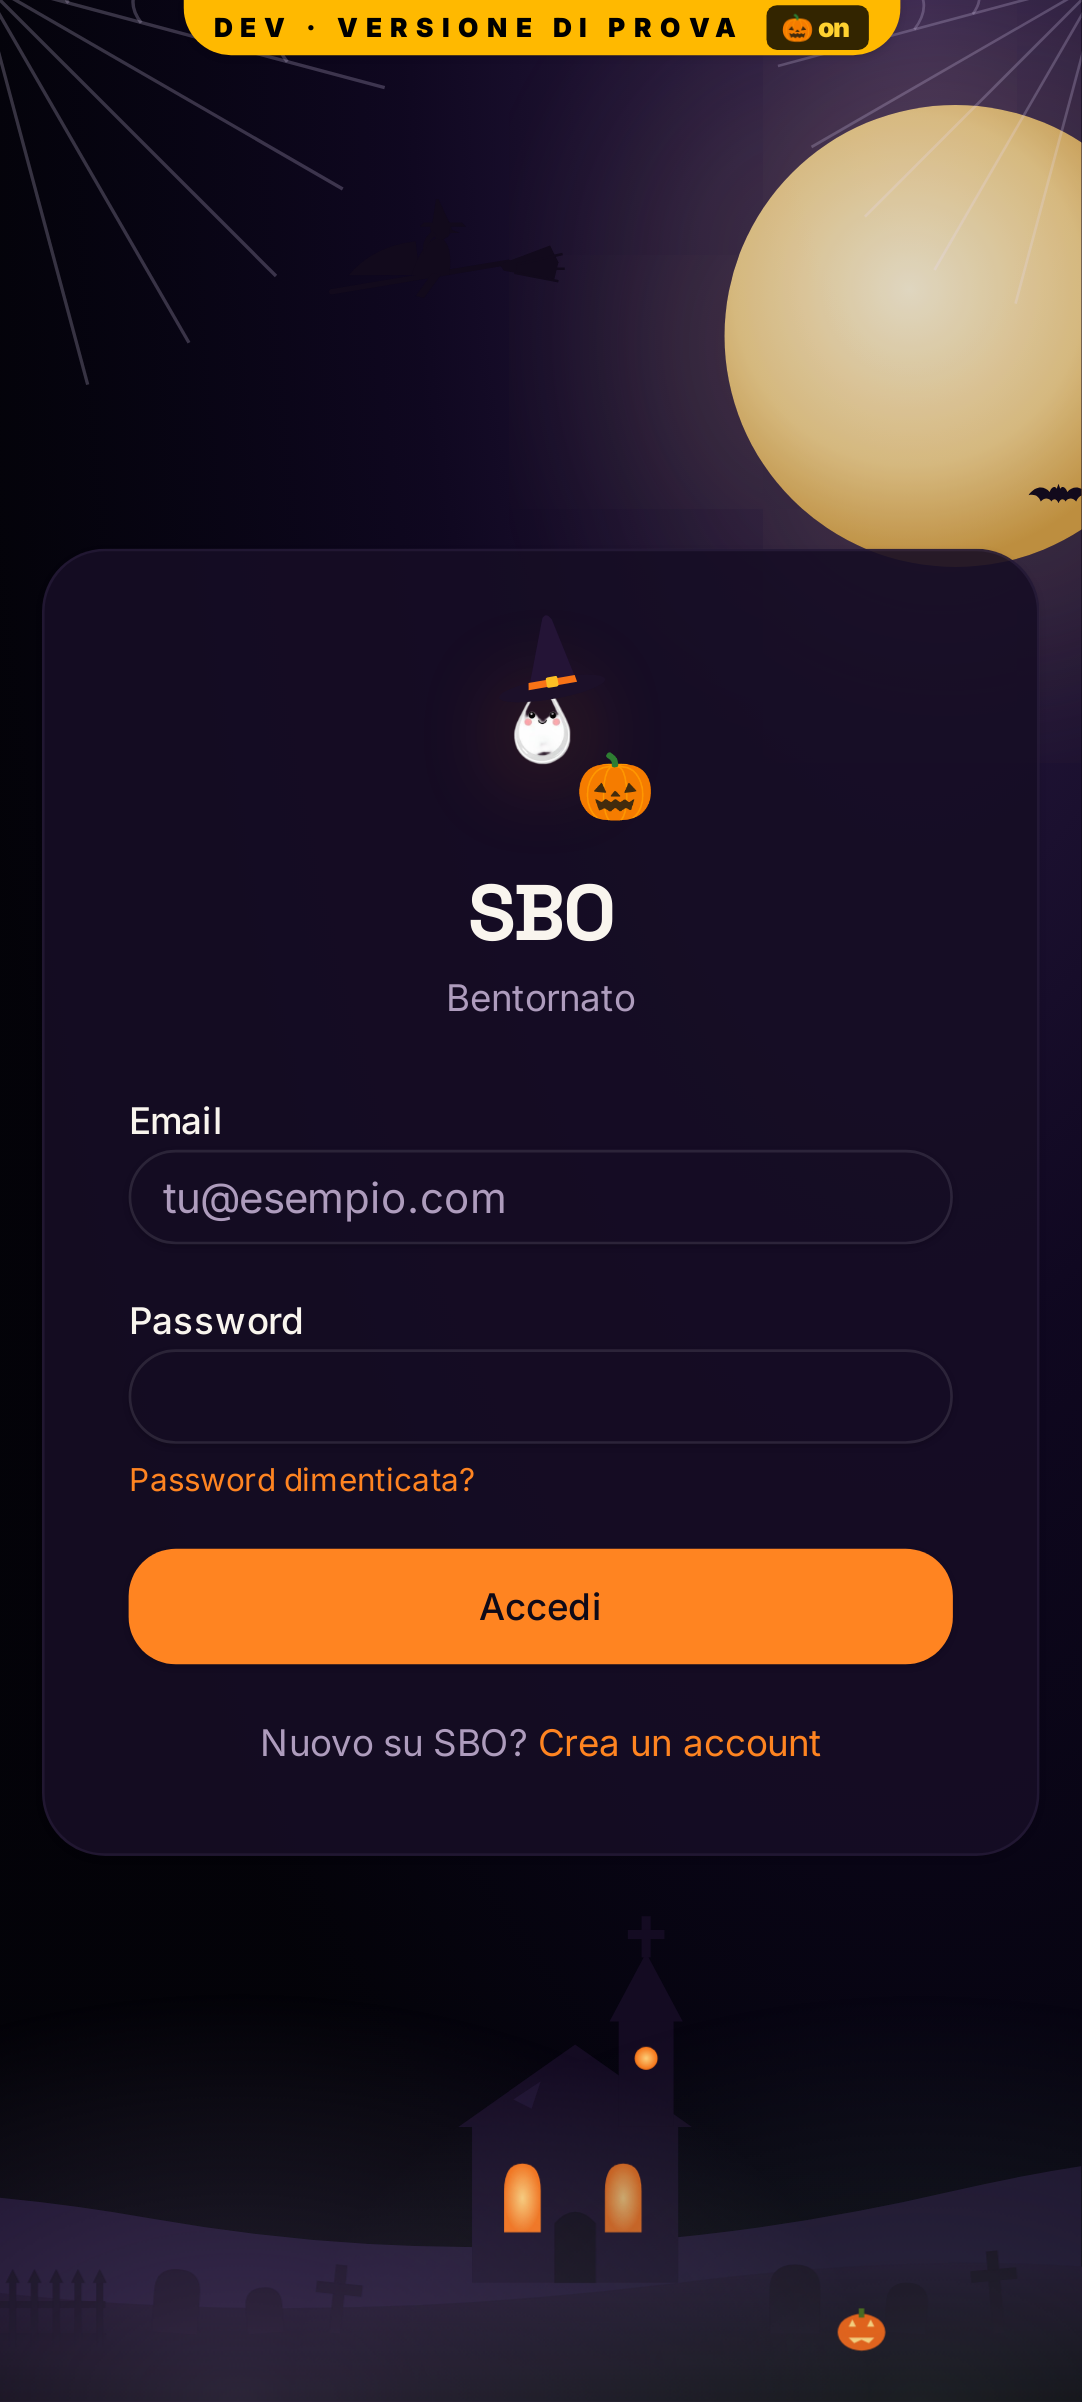 DEV · VERSIONE DI PROVA 🎃 on
SBO
Bentornato
Email
tu@esempio.com
Password
Password dimenticata?
Accedi
Nuovo su SBO? Crea un account